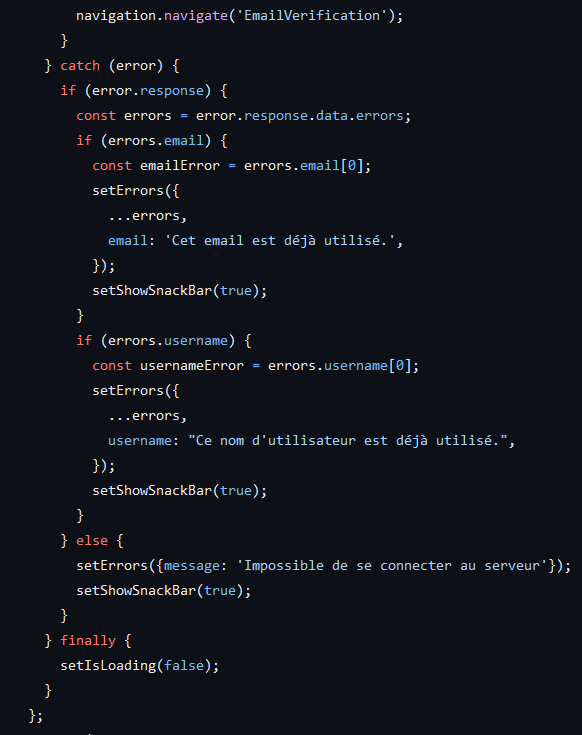 navigation.navigate('EmailVerification');
}
} catch (error) {
if (error.response) {
const errors = error.response.data.errors;
if (errors.email) {
const emailError = errors.email[0];
setErrors({
...errors,
email: 'Cet email est déjà utilisé.',
});
setShowSnackBar(true);
}
if (errors.username) {
const usernameError = errors.username[0];
setErrors({
...errors,
username: "Ce nom d'utilisateur est déjà utilisé.",
});
setShowSnackBar(true);
}
} else {
setErrors({message: 'Impossible de se connecter au serveur'});
setShowSnackBar(true);
}
} finally {
setIsLoading(false);
}
};